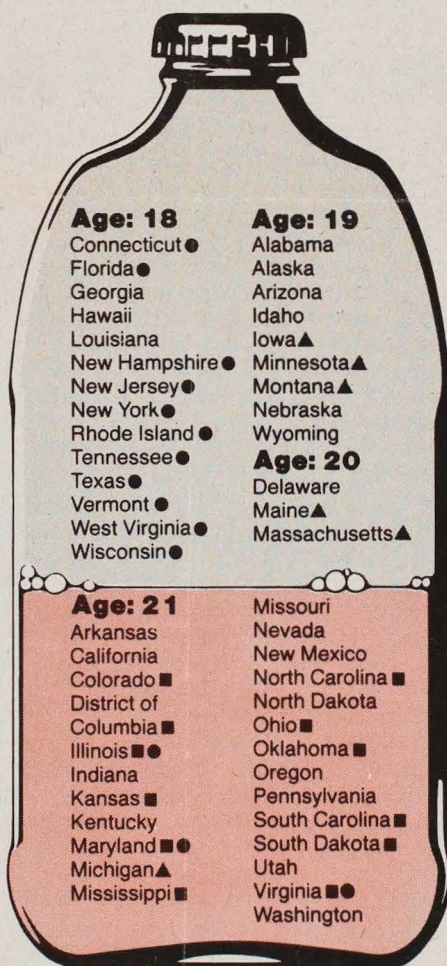 Age: 18
Connecticut ◐
Florida ●
Georgia
Hawaii
Louisiana
New Hampshire ●
New Jersey ◐
New York ●
Rhode Island ●
Tennessee ●
Texas ●
Vermont ●
West Virginia ●
Wisconsin ●
Age: 19
Alabama
Alaska
Arizona
Idaho
Iowa ▲
Minnesota ▲
Montana ▲
Nebraska
Wyoming
Age: 20
Delaware
Maine ▲
Massachusetts ▲
Age: 21
Arkansas
California
Colorado ■
District of
Columbia ■
Illinois ■ ●
Indiana
Kansas ■
Kentucky
Maryland ■ ◐
Michigan ▲
Mississippi ■
Missouri
Nevada
New Mexico
North Carolina ■
North Dakota
Ohio ■
Oklahoma ■
Oregon
Pennsylvania
South Carolina ■
South Dakota ■
Utah
Virginia ■ ●
Washington